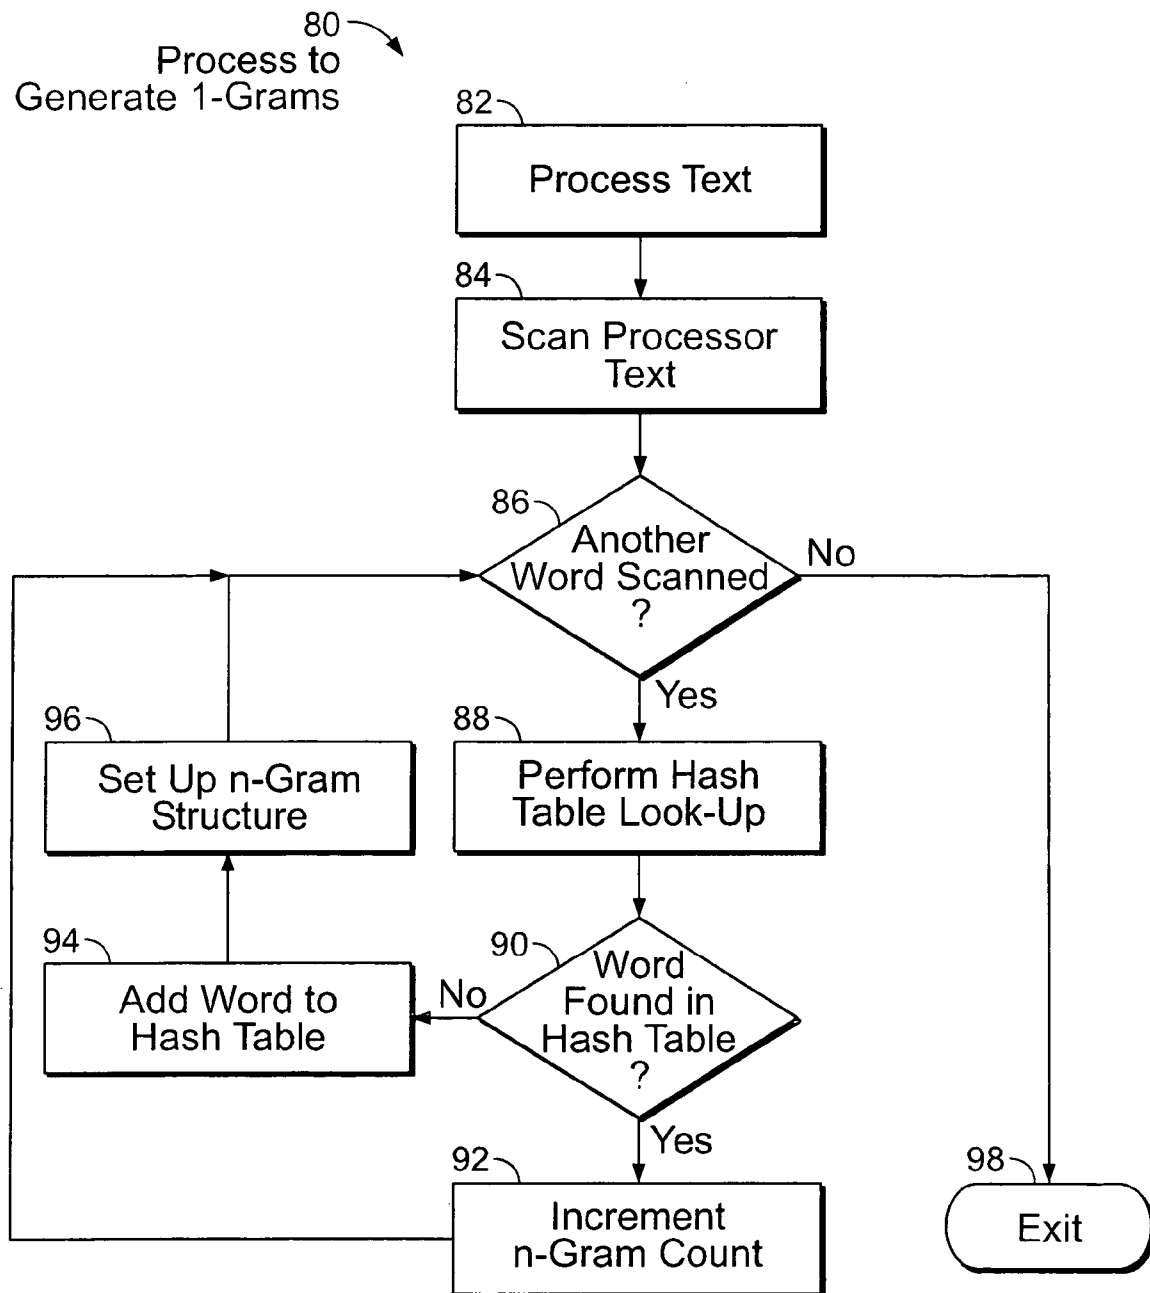 80
Process to
Generate 1-Grams
82
Process Text
84
Scan Processor
Text
86
Another
Word Scanned
?
No
Yes
88
Perform Hash
Table Look-Up
96
Set Up n-Gram
Structure
90
Word
Found in
Hash Table
?
No
Yes
94
Add Word to
Hash Table
92
Increment
n-Gram Count
98
Exit